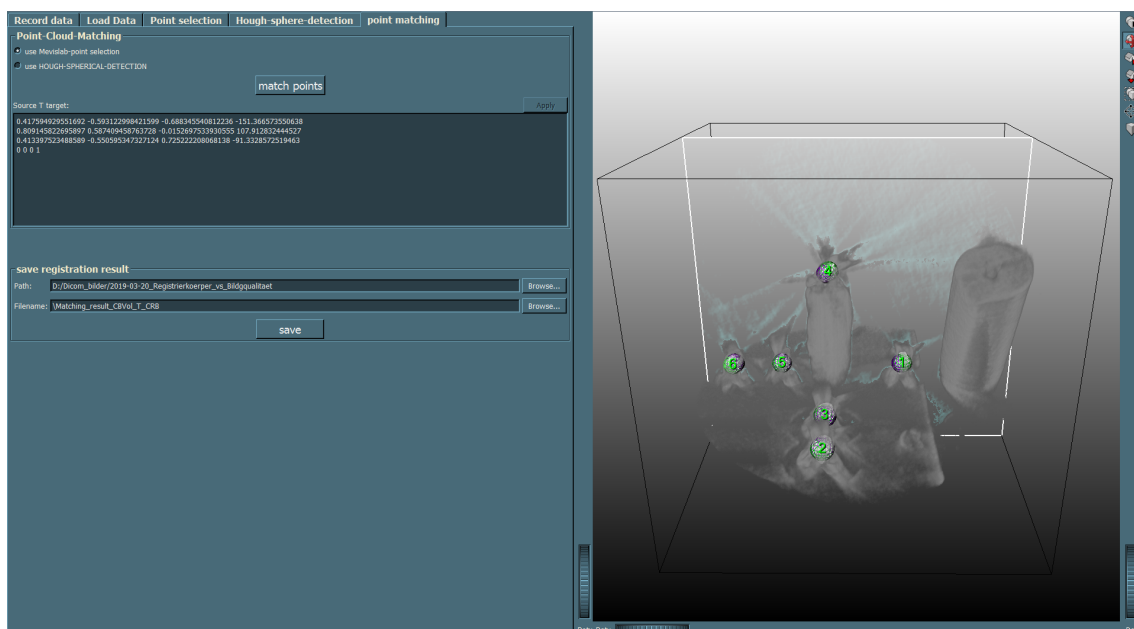 Record data Load Data Point selection Hough-sphere-detection point matching
Point-Cloud-Matching
use Mevislab-point selection
use HOUGH-SPHERICAL-DETECTION
match points
Source T target:
Apply
0.417594929551692 -0.593122998421599 -0.688345540812236 -151.366573550638
0.809145822695897 0.587409458763728 -0.0152697533930555 107.912832444527
0.413397523488589 -0.550595347327124 0.725222208068138 -91.3328572519463
0 0 0 1
save registration result
Path: D:/Dicom_bilder/2019-03-20_Registrierkoerper_vs_Bildgqualitaet Browse...
Filename: \Matching_result_CBVol_T_CRB Browse...
save
4
6 5 1
3
2